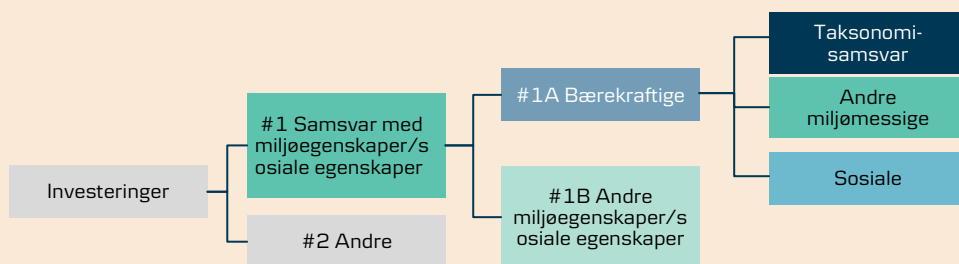 Investeringer
#1 Samsvar med
miljøegenskaper/s
osiale egenskaper
#2 Andre
#1A Bærekraftige
#1B Andre
miljøegenskaper/s
osiale egenskaper
Taksonomi-
samsvar
Andre
miljømessige
Sosiale